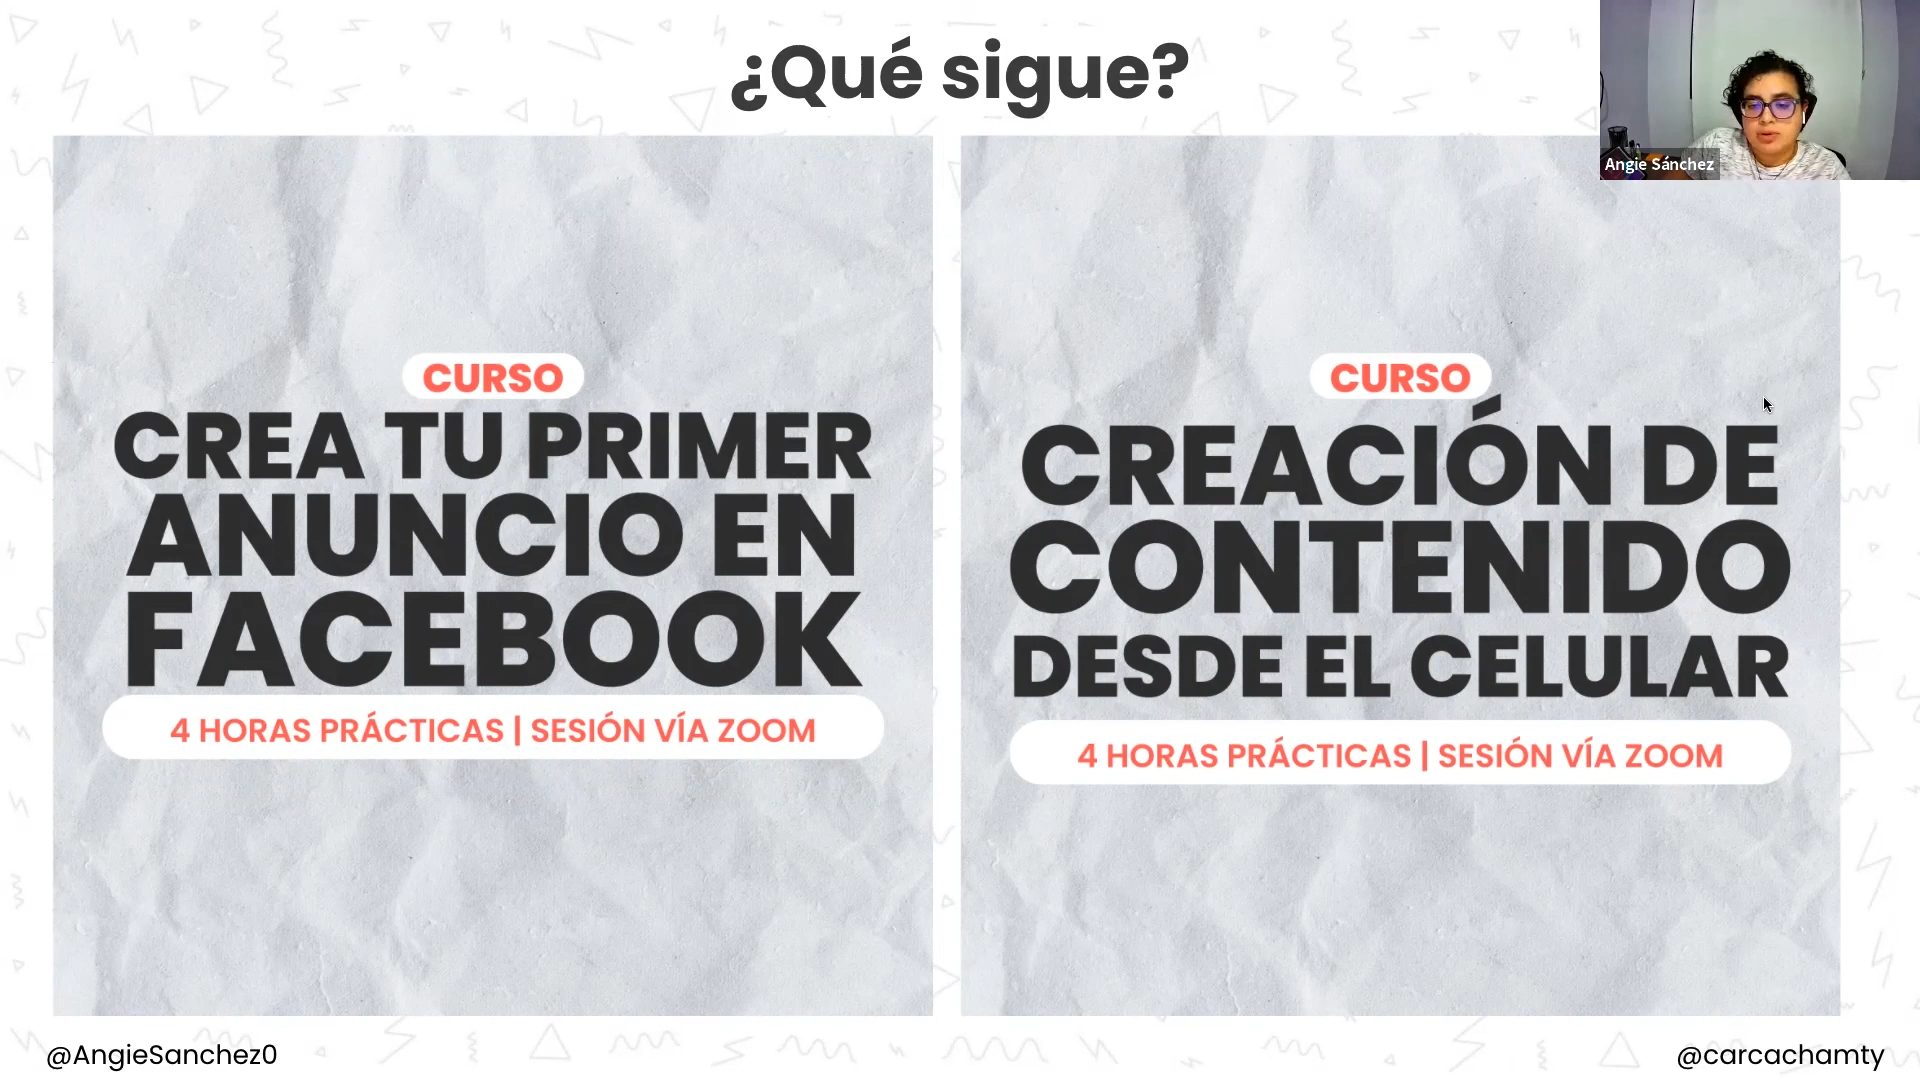 ¿Qué sigue?
Angie Sánchez
CURSO
CREA TU PRIMER
ANUNCIO EN
FACEBOOK
4 HORAS PRÁCTICAS | SESIÓN VÍA ZOOM
CURSO
CREACIÓN DE
CONTENIDO
DESDE EL CELULAR
4 HORAS PRÁCTICAS | SESIÓN VÍA ZOOM
@AngieSanchez0
@carcachamty